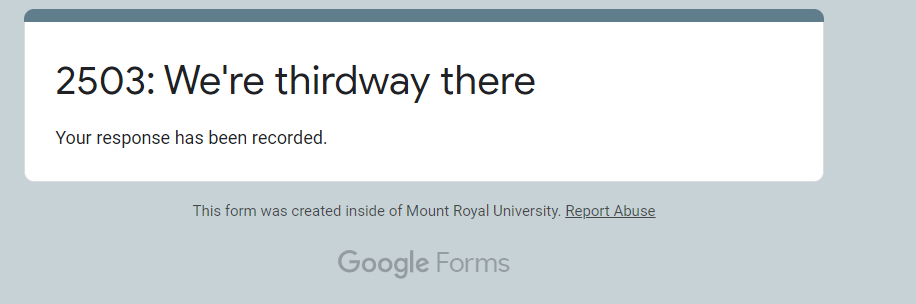 2503: We're thirdway there
Your response has been recorded.
This form was created inside of Mount Royal University. Report Abuse
Google Forms